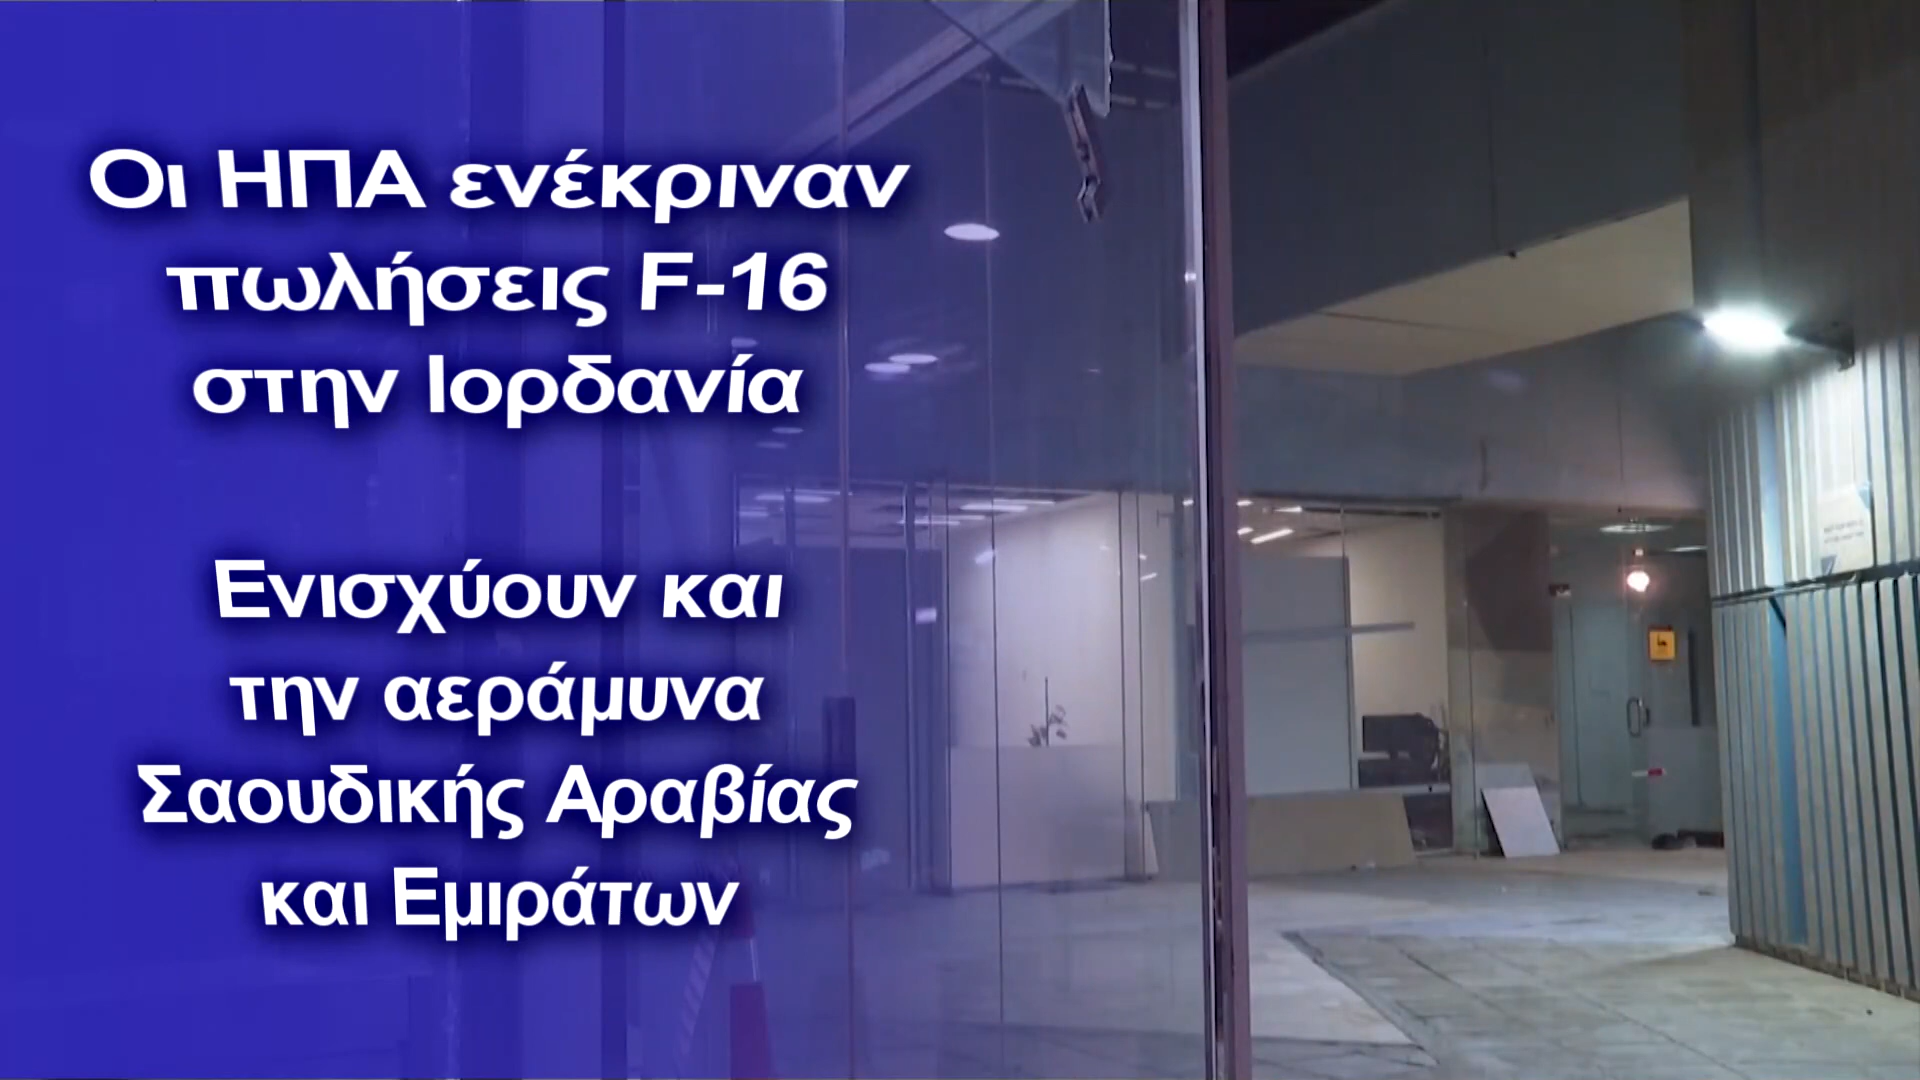 Οι ΗΠΑ ενέκριναν
πωλήσεις F-16
στην Ιορδανία
Ενισχύουν και
την αεράμυνα
Σαουδικής Αραβίας
και Εμιράτων